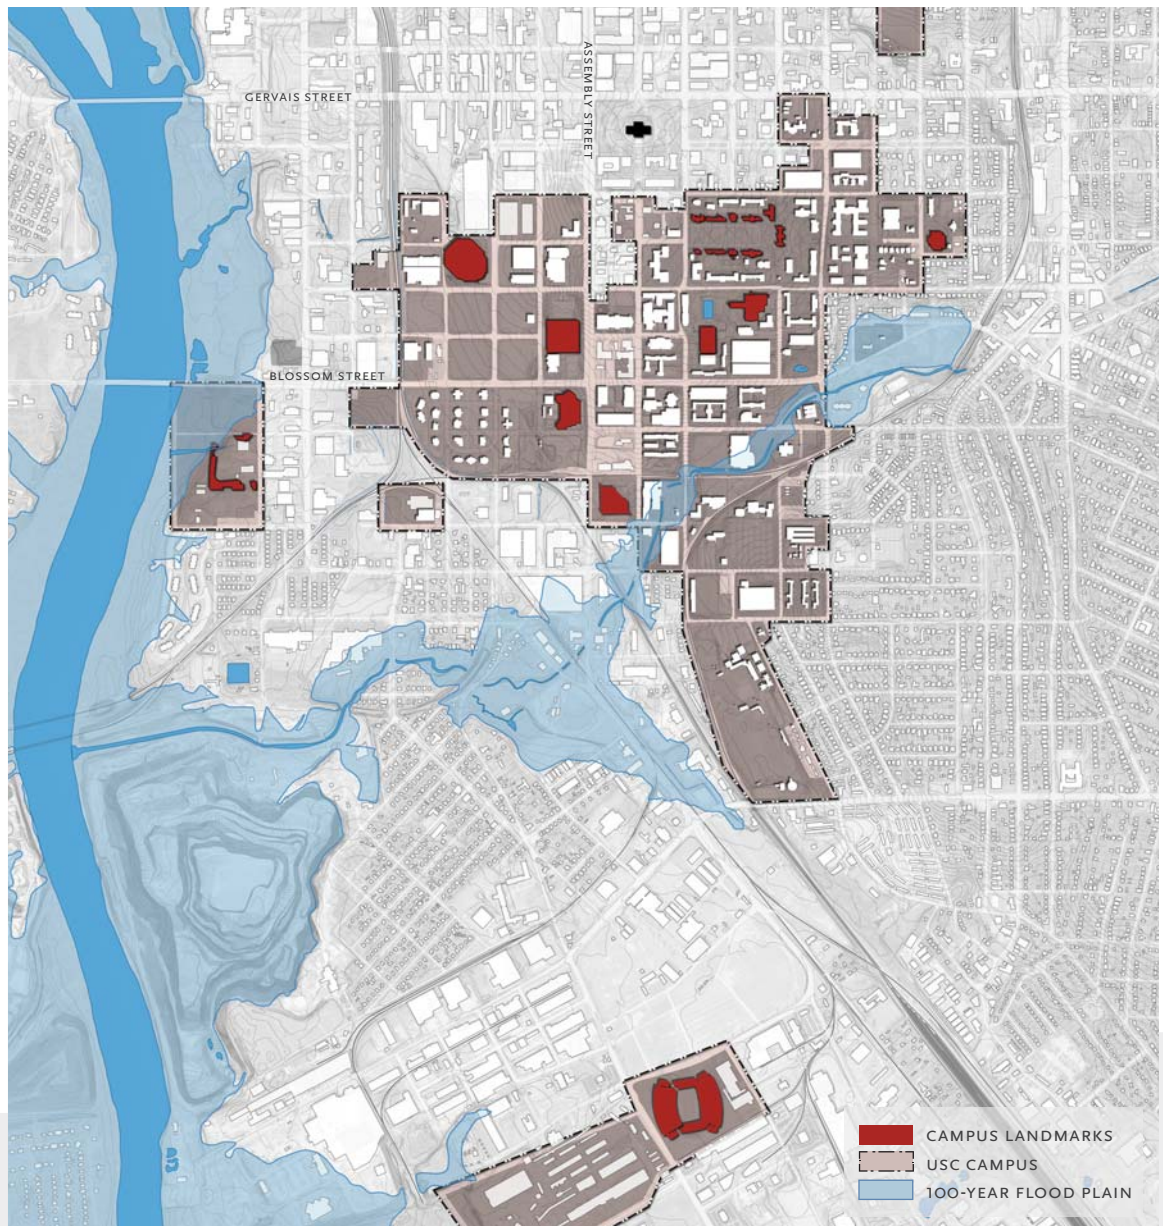 GERVAIS STREET
ASSEMBLY STREET
BLOSSOM STREET
CAMPUS LANDMARKS
USC CAMPUS
100-YEAR FLOOD PLAIN